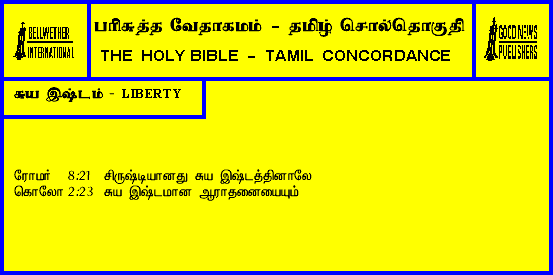 BELLWETHER
INTERNATIONAL
பரிசுத்த வேதாகமம் - தமிழ் சொல்தொகுதி
THE HOLY BIBLE - TAMIL CONCORDANCE
GOOD NEWS
PUBLISHERS
சுய இஷ்டம் - LIBERTY
ரோமர் 8:21 சிருஷ்டியானது சுய இஷ்டத்தினாலே
கொலோ 2:23 சுய இஷ்டமான ஆராதனையையும்